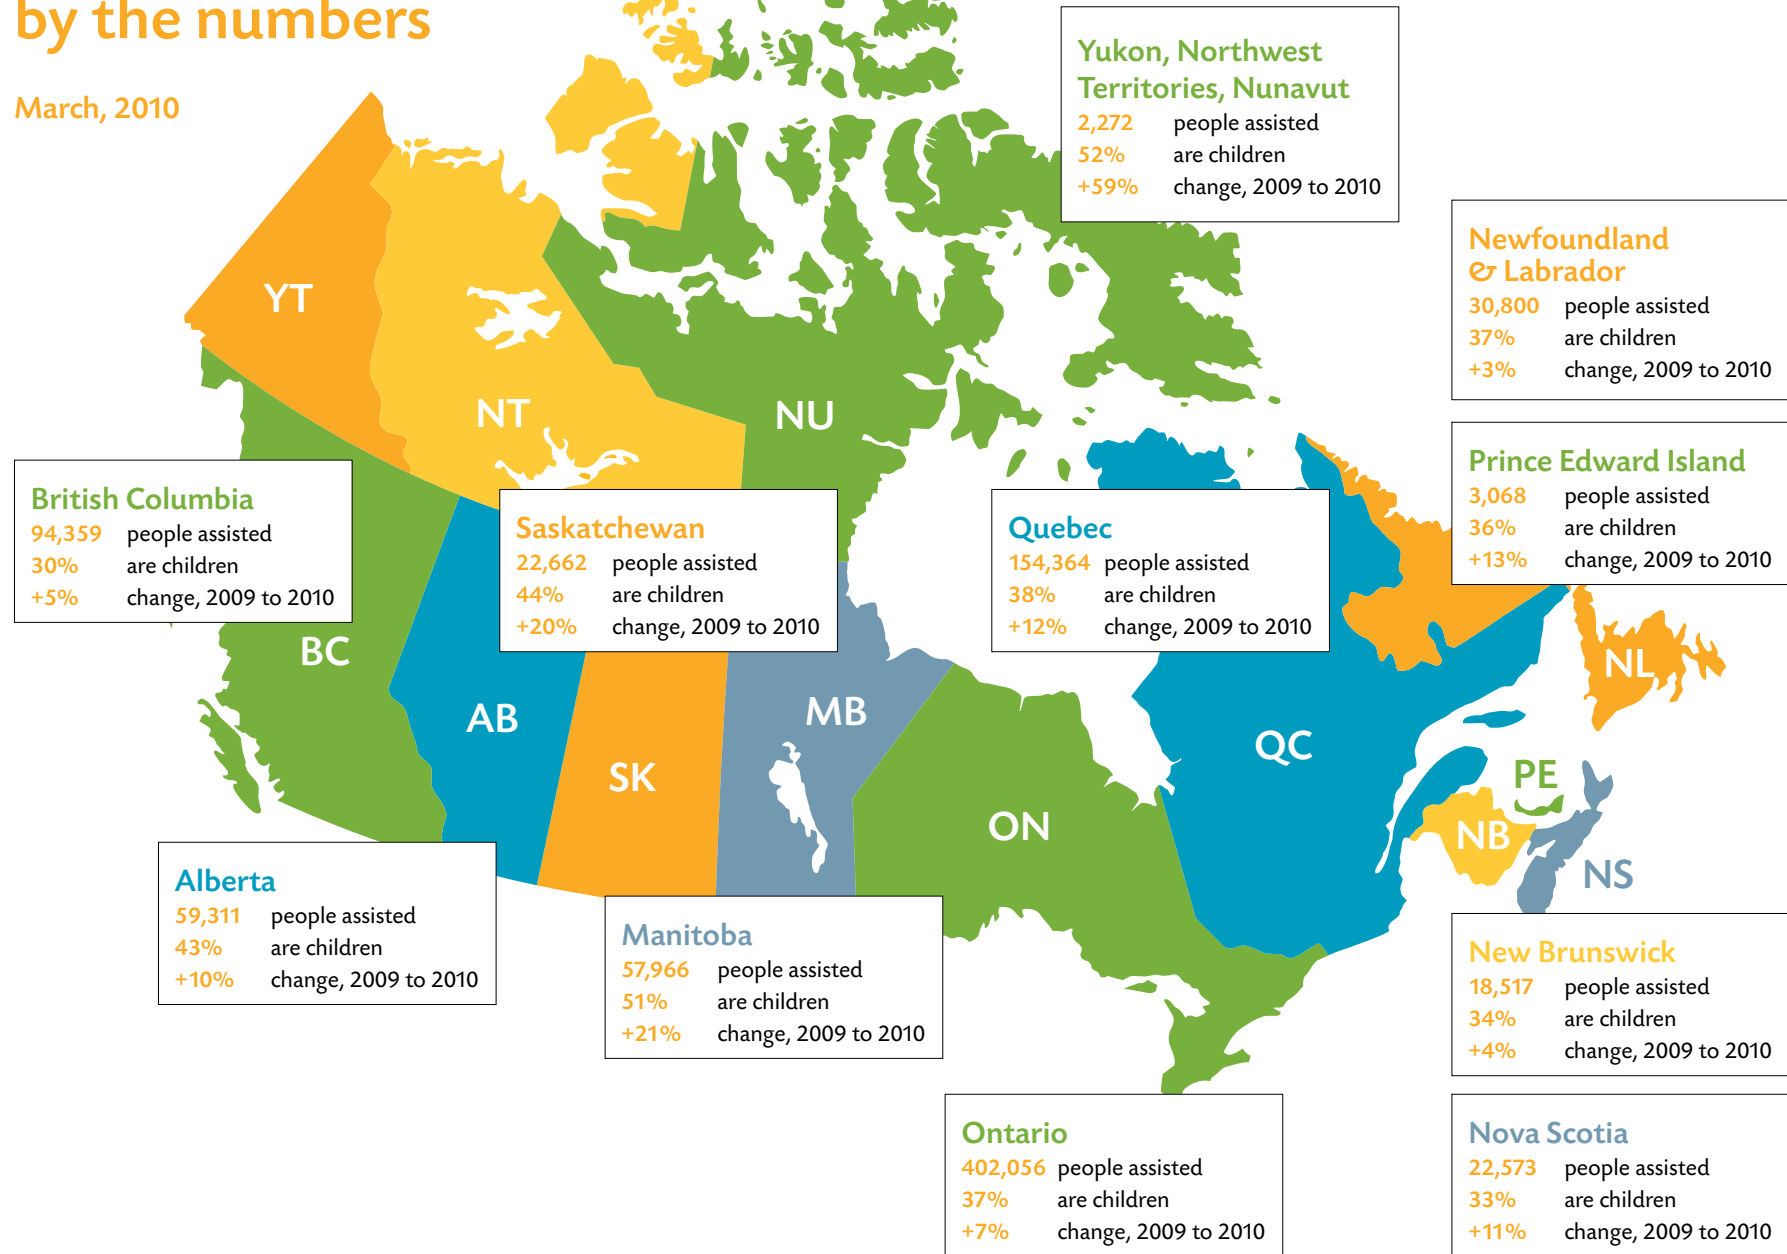 by the numbers
March, 2010
Yukon, Northwest
Territories, Nunavut
2,272 people assisted
52% are children
+59% change, 2009 to 2010
Newfoundland
& Labrador
30,800 people assisted
37% are children
+3% change, 2009 to 2010
YT
NT
NU
Prince Edward Island
3,068 people assisted
36% are children
+13% change, 2009 to 2010
British Columbia
94,359 people assisted
30% are children
+5% change, 2009 to 2010
Saskatchewan
22,662 people assisted
44% are children
+20% change, 2009 to 2010
Quebec
154,364 people assisted
38% are children
+12% change, 2009 to 2010
BC
AB
SK
MB
ON
QC
NL
PE
NB
NS
Alberta
59,311 people assisted
43% are children
+10% change, 2009 to 2010
Manitoba
57,966 people assisted
51% are children
+21% change, 2009 to 2010
New Brunswick
18,517 people assisted
34% are children
+4% change, 2009 to 2010
Ontario
402,056 people assisted
37% are children
+7% change, 2009 to 2010
Nova Scotia
22,573 people assisted
33% are children
+11% change, 2009 to 2010